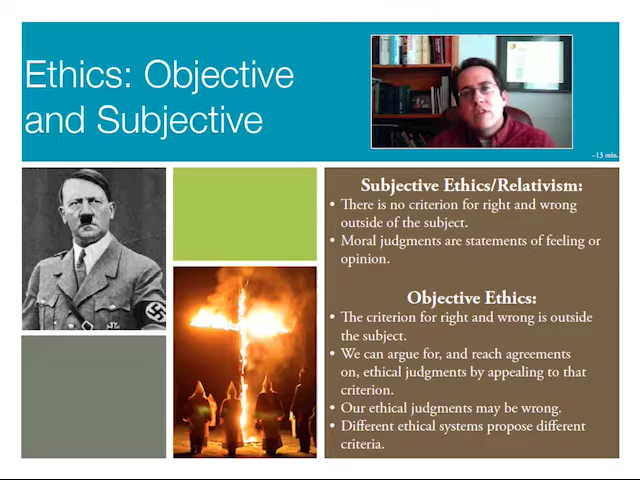 Ethics: Objective
and Subjective
~13 min.
Subjective Ethics/Relativism:
• There is no criterion for right and wrong
outside of the subject.
• Moral judgments are statements of feeling or
opinion.
Objective Ethics:
• The criterion for right and wrong is outside
the subject.
• We can argue for, and reach agreements
on, ethical judgments by appealing to that
criterion.
• Our ethical judgments may be wrong.
• Different ethical systems propose different
criteria.